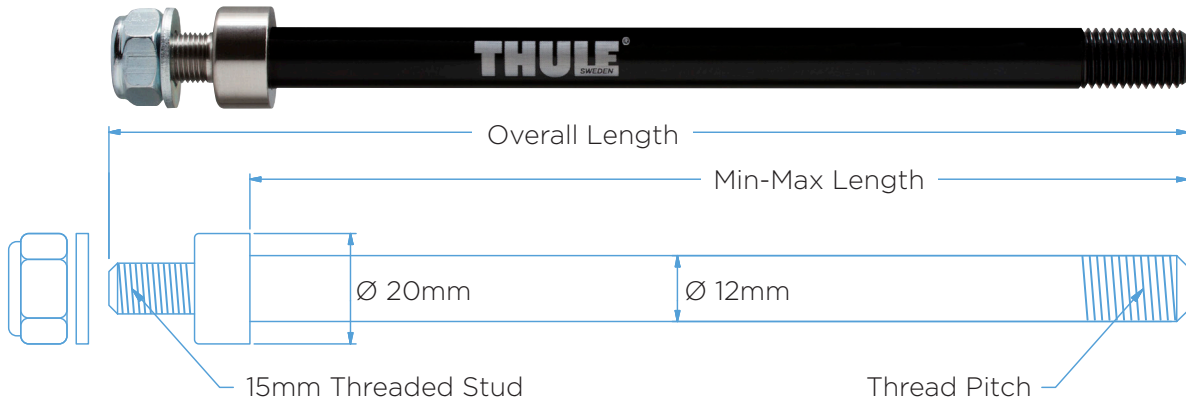 THULE®
SWEDEN
Overall Length
Min-Max Length
Ø 20mm
Ø 12mm
15mm Threaded Stud
Thread Pitch